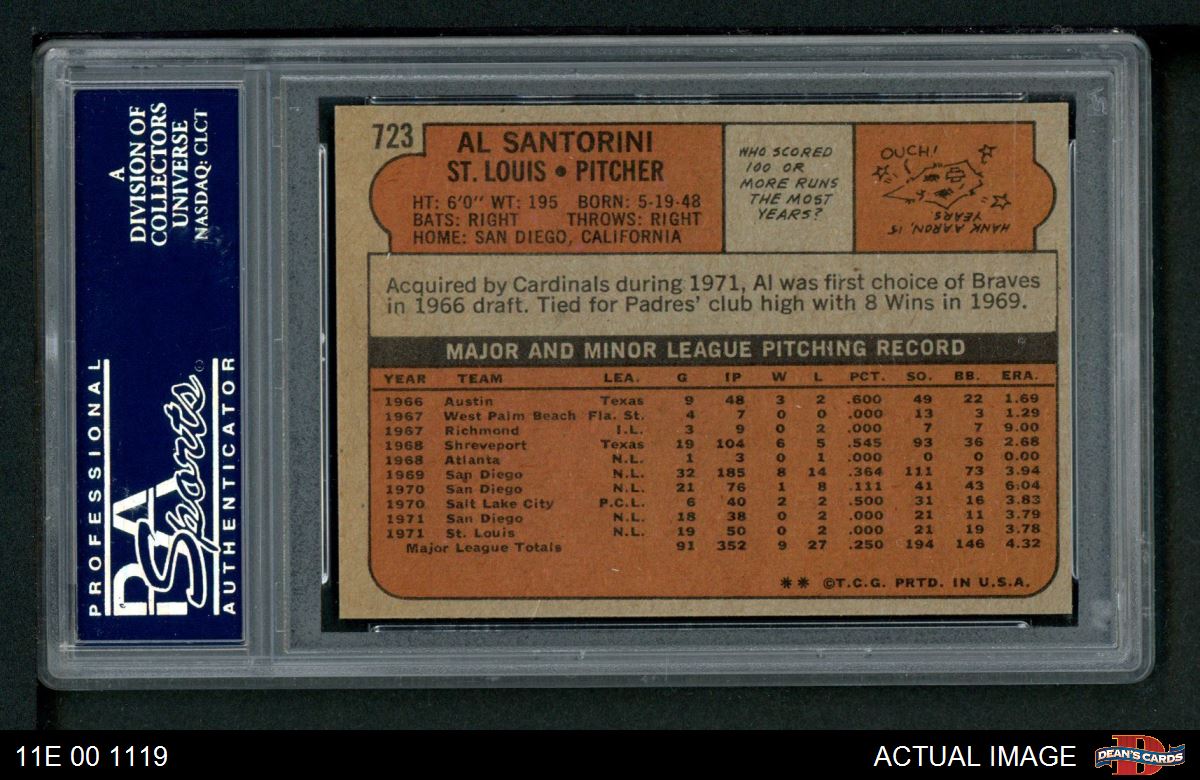 A
DIVISION OF
COLLECTORS
UNIVERSE
NASDAQ: CLCT
PROFESSIONAL
PSA
Sports
AUTHENTICATOR
723
AL SANTORINI
ST. LOUIS • PITCHER
HT: 6'0" WT: 195 BORN: 5-19-48
BATS: RIGHT THROWS: RIGHT
HOME: SAN DIEGO, CALIFORNIA
WHO SCORED
100 OR
MORE RUNS
THE MOST
YEARS?
OUCH!
HANK AARON, 15
YEARS
Acquired by Cardinals during 1971, Al was first choice of Braves
in 1966 draft. Tied for Padres' club high with 8 Wins in 1969.
MAJOR AND MINOR LEAGUE PITCHING RECORD
YEAR TEAM LEA. G IP W L PCT. SO. BB. ERA.
1966 Austin Texas 9 48 3 2 .600 49 22 1.69
1967 West Palm Beach Fla. St. 4 7 0 0 .000 13 3 1.29
1967 Richmond I.L. 3 9 0 2 .000 7 7 9.00
1968 Shreveport Texas 19 104 6 5 .545 93 36 2.68
1968 Atlanta N.L. 1 3 0 1 .000 0 0 0.00
1969 San Diego N.L. 32 185 8 14 .364 111 73 3.94
1970 San Diego N.L. 21 76 1 8 .111 41 43 6.04
1970 Salt Lake City P.C.L. 6 40 2 2 .500 31 16 3.83
1971 San Diego N.L. 18 38 0 2 .000 21 11 3.79
1971 St. Louis N.L. 19 50 0 2 .000 21 19 3.78
Major League Totals 91 352 9 27 .250 194 146 4.32
** ©T.C.G. PRTD. IN U.S.A.
11E 00 1119
ACTUAL IMAGE
DEAN'S CARDS